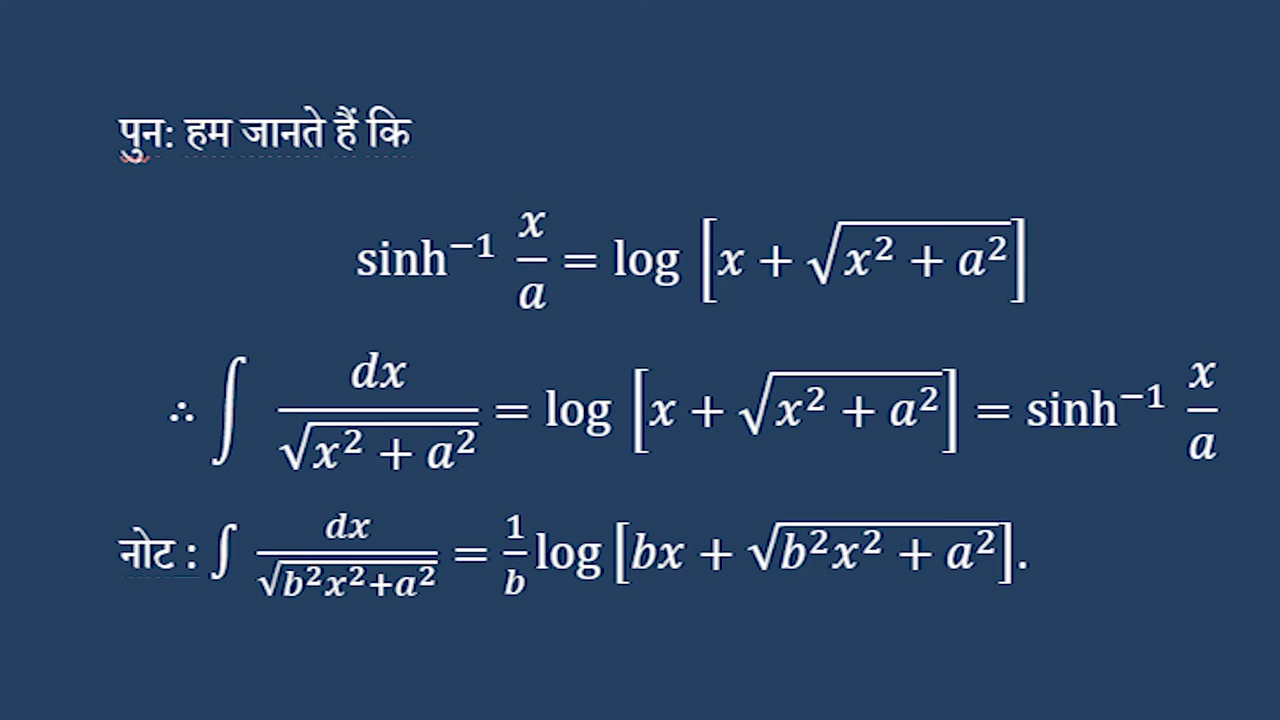 पुन: हम जानते हैं कि
sinh⁻¹ x/a = log [x + √(x² + a²)]
∴ ∫ dx/√(x² + a²) = log [x + √(x² + a²)] = sinh⁻¹ x/a
नोट : ∫ dx/√(b²x²+a²) = 1/b log [bx + √(b²x² + a²)].